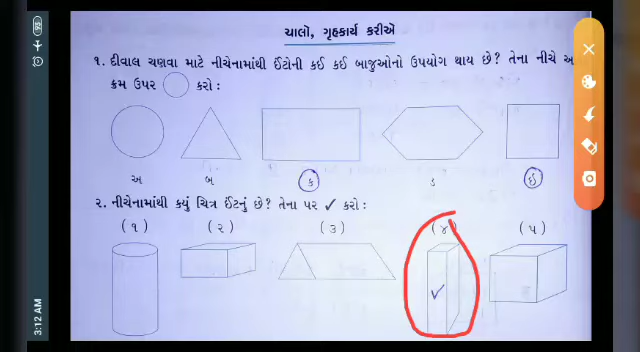 ચાલો, ગૃહકાર્ય કરીએ
૧. દીવાલ ચણવા માટે નીચેનામાંથી ઈંટોની કઈ કઈ બાજુઓનો ઉપયોગ થાય છે? તેના નીચે અ
ક્રમ ઉપર ◯ કરો :
અ બ ક ડ ઇ
૨. નીચેનામાંથી કયું ચિત્ર ઈંટનું છે? તેના પર ✓ કરો :
(૧) (૨) (૩) (૪) (૫)
3:12 AM